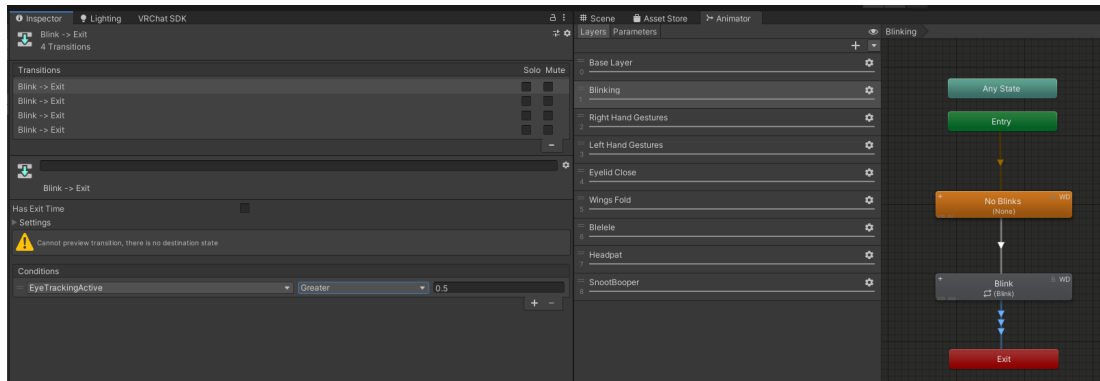 Inspector Lighting VRChat SDK
Blink -> Exit
4 Transitions
Transitions Solo Mute
Blink -> Exit
Blink -> Exit
Blink -> Exit
Blink -> Exit
Blink -> Exit
Has Exit Time
Settings
Cannot preview transition, there is no destination state
Conditions
EyeTrackingActive Greater 0.5
Scene Asset Store Animator
Layers Parameters
Base Layer
0
Blinking
1
Right Hand Gestures
2
Left Hand Gestures
3
Eyelid Close
4
Wings Fold
5
Blelele
6
Headpat
7
SnootBooper
8
Blinking
Any State
Entry
No Blinks WD
(None)
Blink WD
(Blink)
Exit